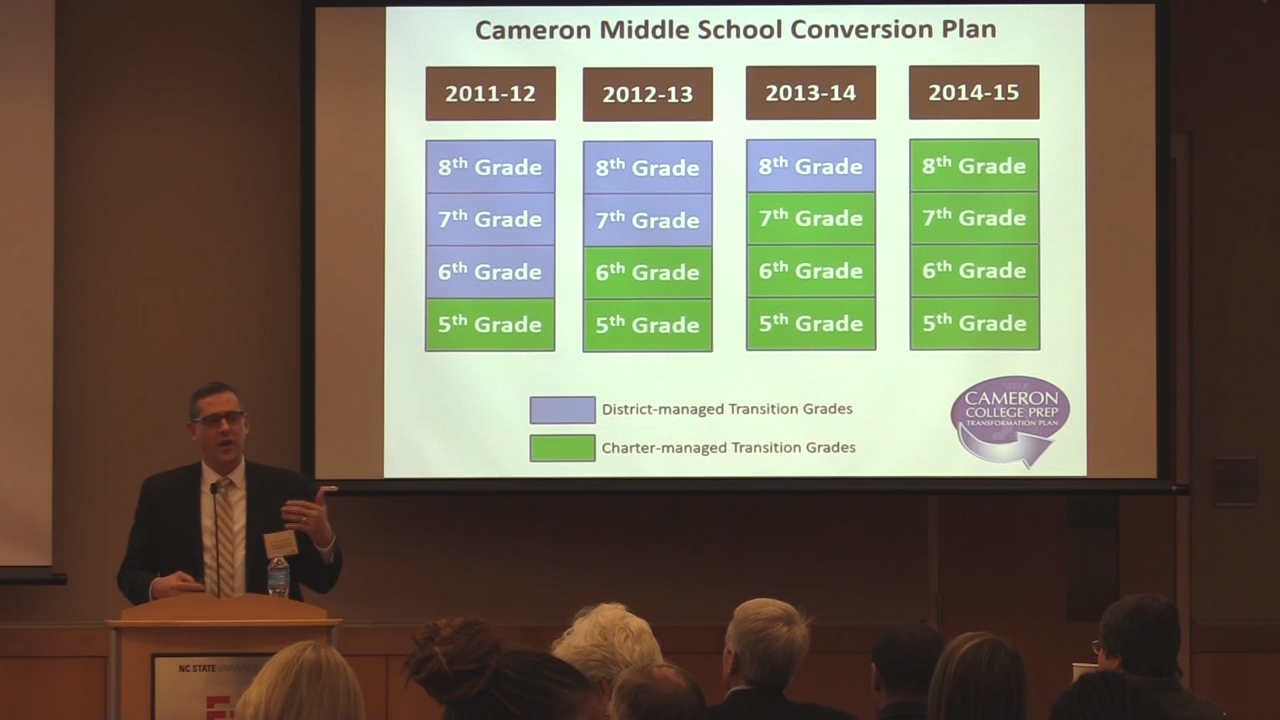 Cameron Middle School Conversion Plan
2011-12 2012-13 2013-14 2014-15
8th Grade 8th Grade 8th Grade 8th Grade
7th Grade 7th Grade 7th Grade 7th Grade
6th Grade 6th Grade 6th Grade 6th Grade
5th Grade 5th Grade 5th Grade 5th Grade
District-managed Transition Grades
Charter-managed Transition Grades
CAMERON
COLLEGE PREP
TRANSFORMATION PLAN
NC STATE